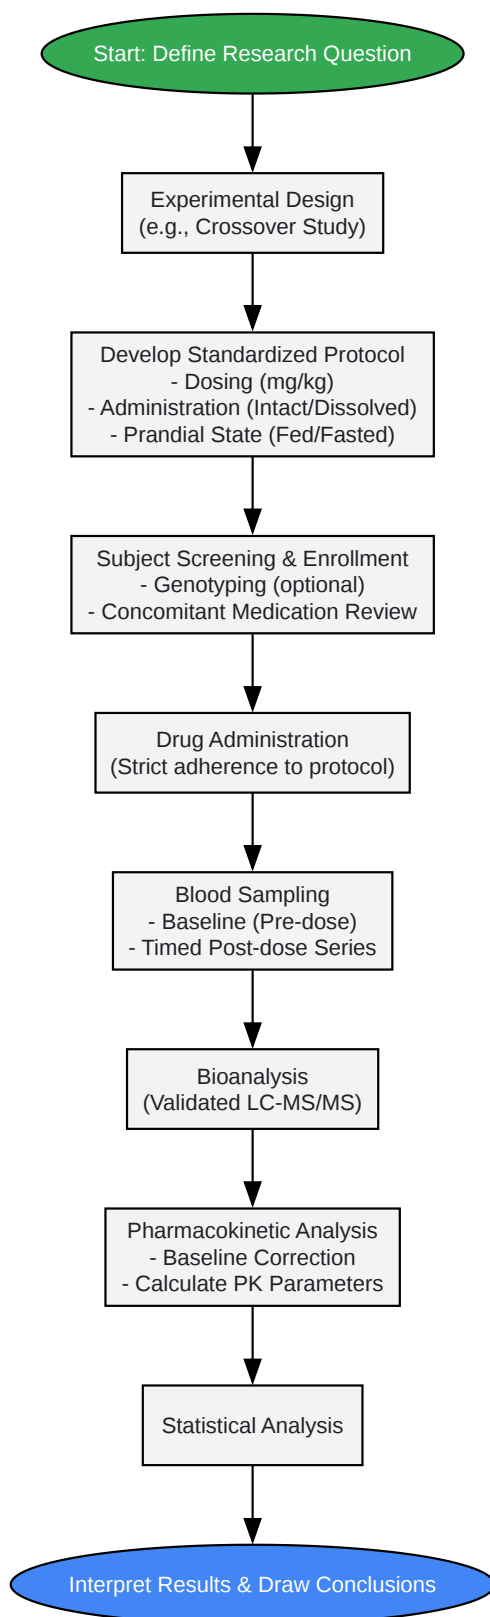 Start: Define Research Question
Experimental Design
(e.g., Crossover Study)
Develop Standardized Protocol
- Dosing (mg/kg)
- Administration (Intact/Dissolved)
- Prandial State (Fed/Fasted)
Subject Screening & Enrollment
- Genotyping (optional)
- Concomitant Medication Review
Drug Administration
(Strict adherence to protocol)
Blood Sampling
- Baseline (Pre-dose)
- Timed Post-dose Series
Bioanalysis
(Validated LC-MS/MS)
Pharmacokinetic Analysis
- Baseline Correction
- Calculate PK Parameters
Statistical Analysis
Interpret Results & Draw Conclusions